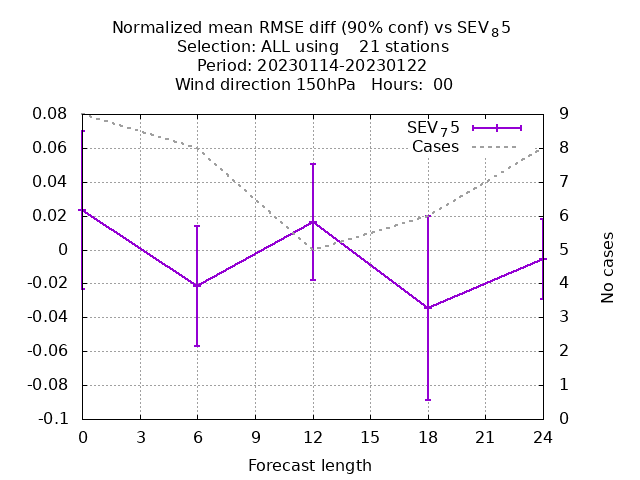 Normalized mean RMSE diff (90% conf) vs SEV₈5
Selection: ALL using    21 stations
Period: 20230114-20230122
Wind direction 150hPa   Hours:  00
SEV₇5
Cases
0.08
0.06
0.04
0.02
0
-0.02
-0.04
-0.06
-0.08
-0.1
9
8
7
6
5
4
3
2
1
0
No cases
0 3 6 9 12 15 18 21 24
Forecast length